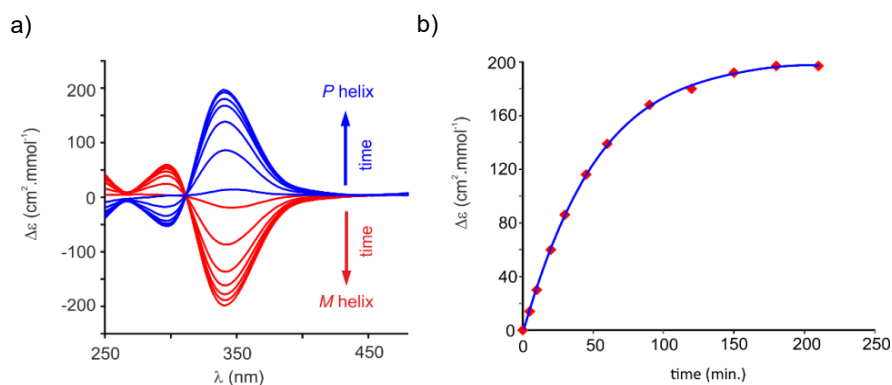 a)
Δε (cm².mmol⁻¹)
200
100
0
-100
-200
P helix
time
time
M helix
250
350
450
λ (nm)
b)
Δε (cm².mmol⁻¹)
200
160
120
80
40
0
0
50
100
150
200
250
time (min.)